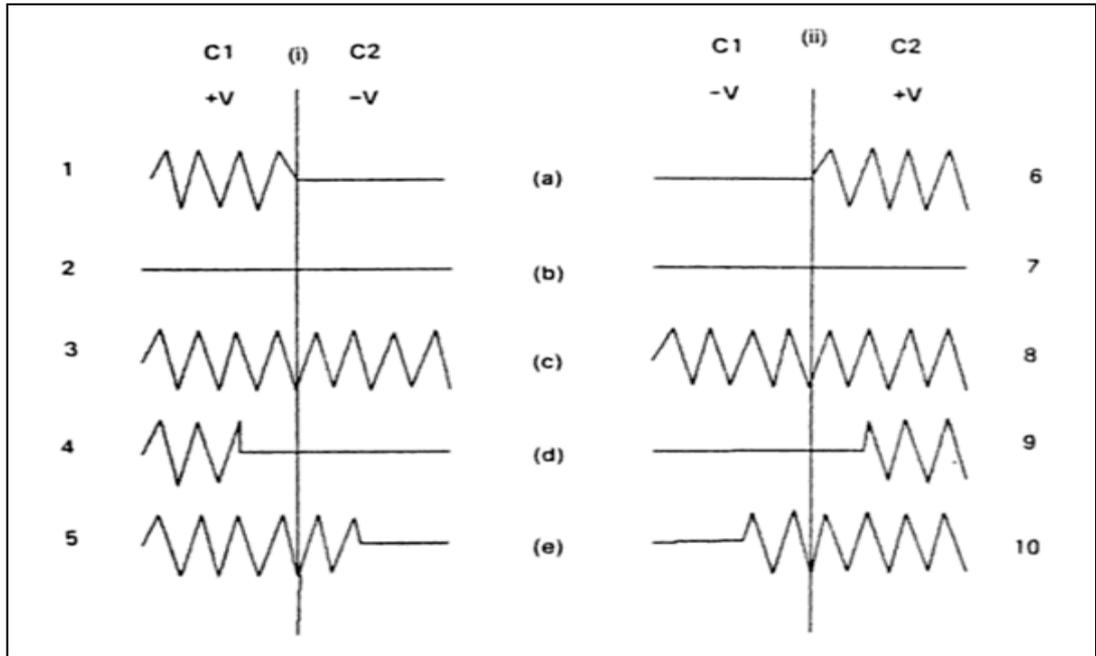 C1 (i) C2 C1 (ii) C2
+V −V −V +V
1 (a) 6
2 (b) 7
3 (c) 8
4 (d) 9
5 (e) 10